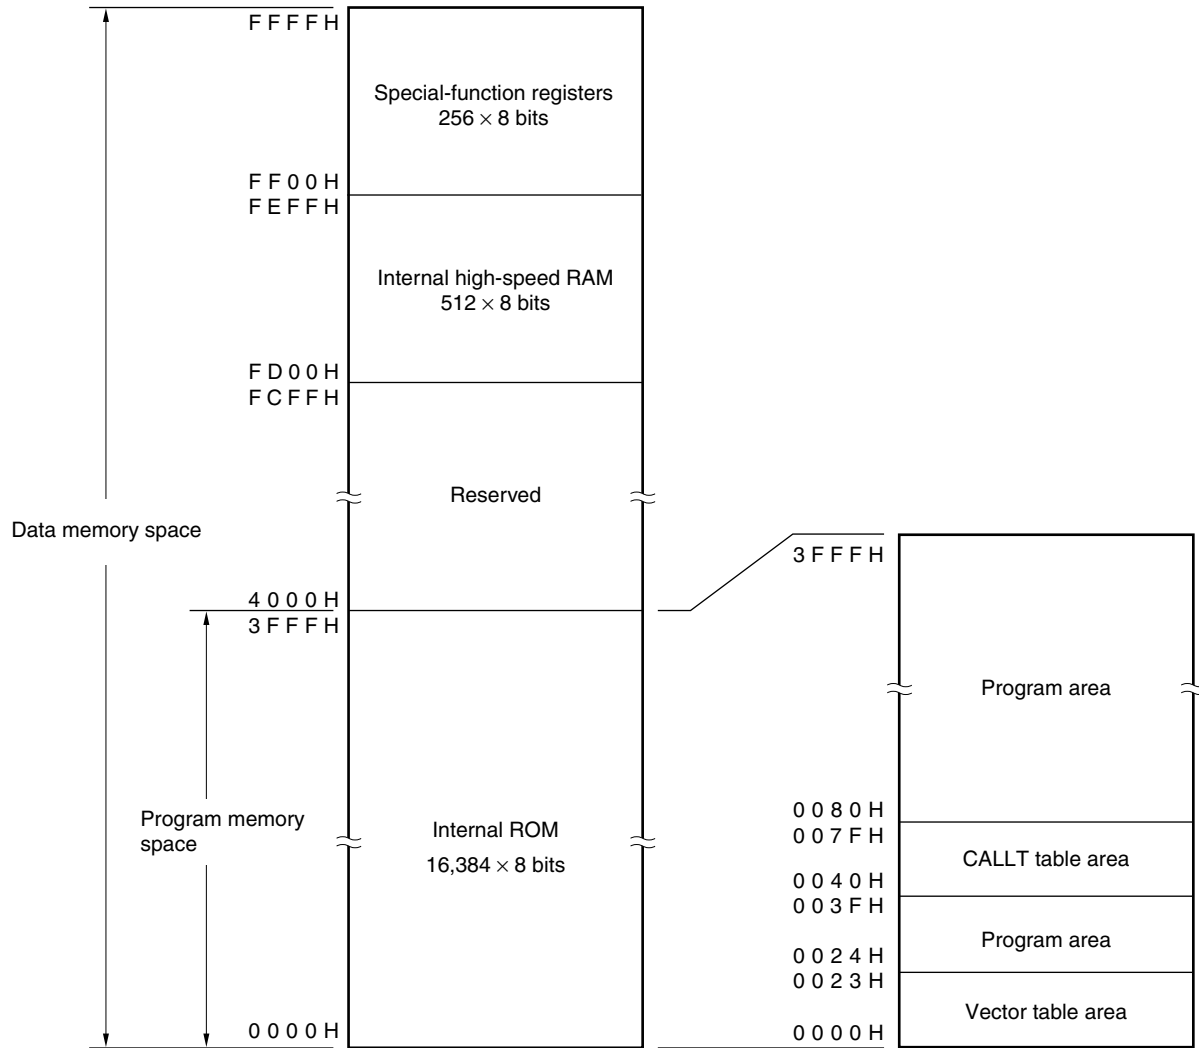 FFFFH
Special-function registers
256 × 8 bits
FF00H
FEFFH
Internal high-speed RAM
512 × 8 bits
FD00H
FCFFH
Reserved
Data memory space
4000H
3FFFH
Program memory
space
Internal ROM
16,384 × 8 bits
0000H
3FFFH
Program area
0080H
007FH
CALLT table area
0040H
003FH
Program area
0024H
0023H
Vector table area
0000H